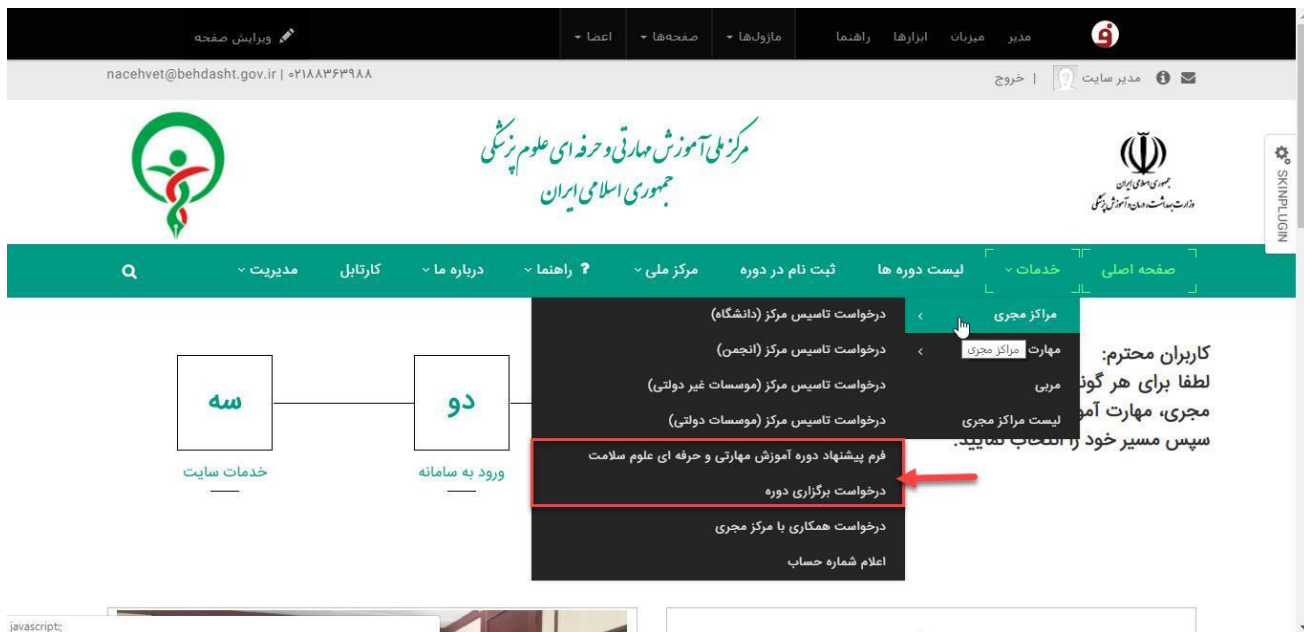 مدیر میزبان ابزارها راهنما ماژول‌ها صفحه‌ها اعضا ویرایش صفحه
مدیر سایت | خروج
nacehvet@behdasht.gov.ir | ۰۲۱۸۸۳۶۳۹۸۸
مرکز ملی آموزش مهارتی و حرفه ای علوم پزشکی
جمهوری اسلامی ایران
جمهوری اسلامی ایران
وزارت بهداشت، درمان و آموزش پزشکی
SKINPLUGIN
صفحه اصلی خدمات لیست دوره ها ثبت نام در دوره مرکز ملی ? راهنما درباره ما کارتابل مدیریت
مراکز مجری
مهارت
مراکز مجری
مربی
لیست مراکز مجری
درخواست تاسیس مرکز (دانشگاه)
درخواست تاسیس مرکز (انجمن)
درخواست تاسیس مرکز (موسسات غیر دولتی)
درخواست تاسیس مرکز (موسسات دولتی)
فرم پیشنهاد دوره آموزش مهارتی و حرفه ای علوم سلامت
درخواست برگزاری دوره
درخواست همکاری با مرکز مجری
اعلام شماره حساب
کاربران محترم:
لطفا برای هر گونه
مجری، مهارت
سپس مسیر خود را انتخاب نمایید.
دو
ورود به سامانه
سه
خدمات سایت
javascript:;